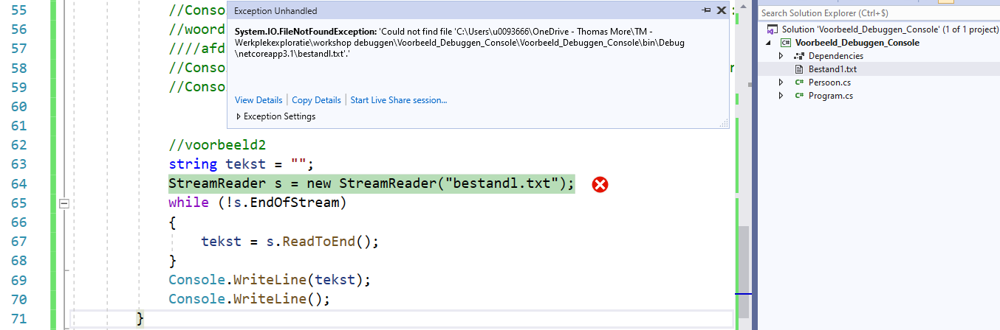 55 //Conso
56 //woord
57 ////afd
58 //Conso
59 //Conso
60
61
62 //voorbeeld2
63 string tekst = "";
64 StreamReader s = new StreamReader("bestandl.txt");
65 while (!s.EndOfStream)
66 {
67 tekst = s.ReadToEnd();
68 }
69 Console.WriteLine(tekst);
70 Console.WriteLine();
71 }
Exception Unhandled
System.IO.FileNotFoundException: 'Could not find file 'C:\Users\u0093666\OneDrive - Thomas More\TM -
Werkplekexploratie\workshop debuggen\Voorbeeld_Debuggen_Console\Voorbeeld_Debuggen_Console\bin\Debug
\netcoreapp3.1\bestandl.txt'.'
View Details | Copy Details | Start Live Share session...
Exception Settings
Search Solution Explorer (Ctrl+$)
Solution 'Voorbeeld_Debuggen_Console' (1 of 1 project)
Voorbeeld_Debuggen_Console
Dependencies
Bestand1.txt
C# Persoon.cs
C# Program.cs